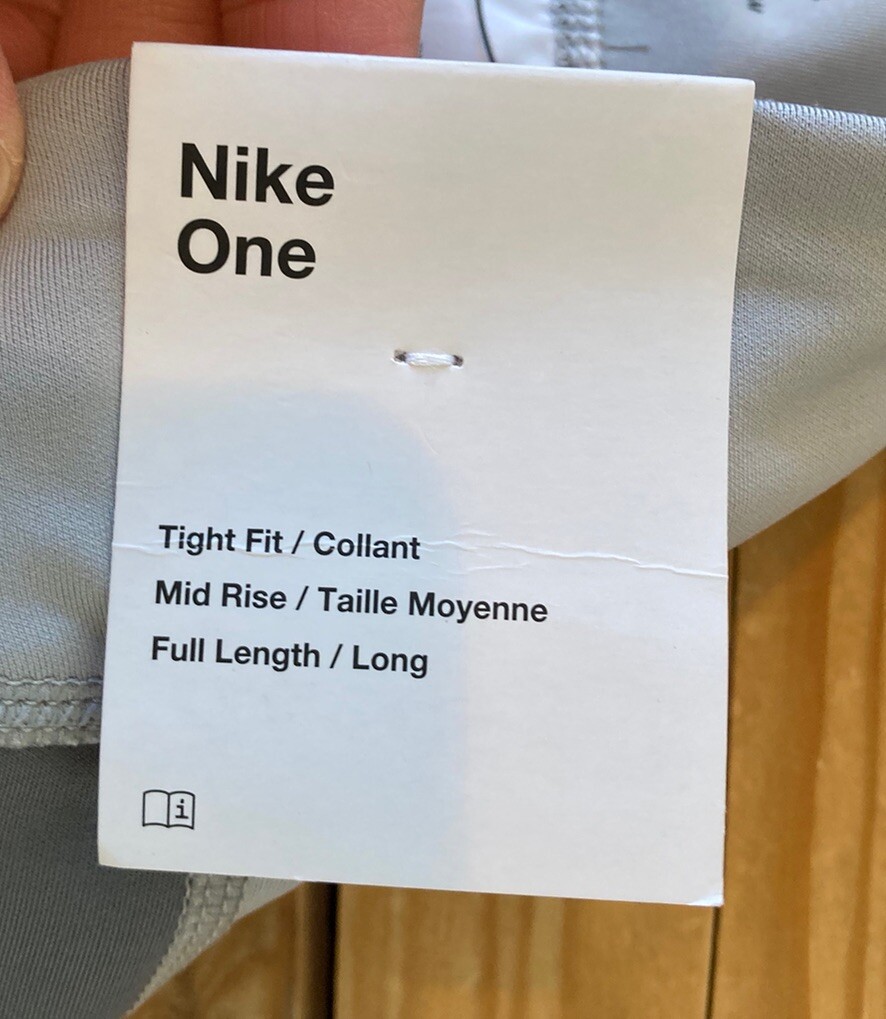 Nike
One
Tight Fit / Collant
Mid Rise / Taille Moyenne
Full Length / Long
i